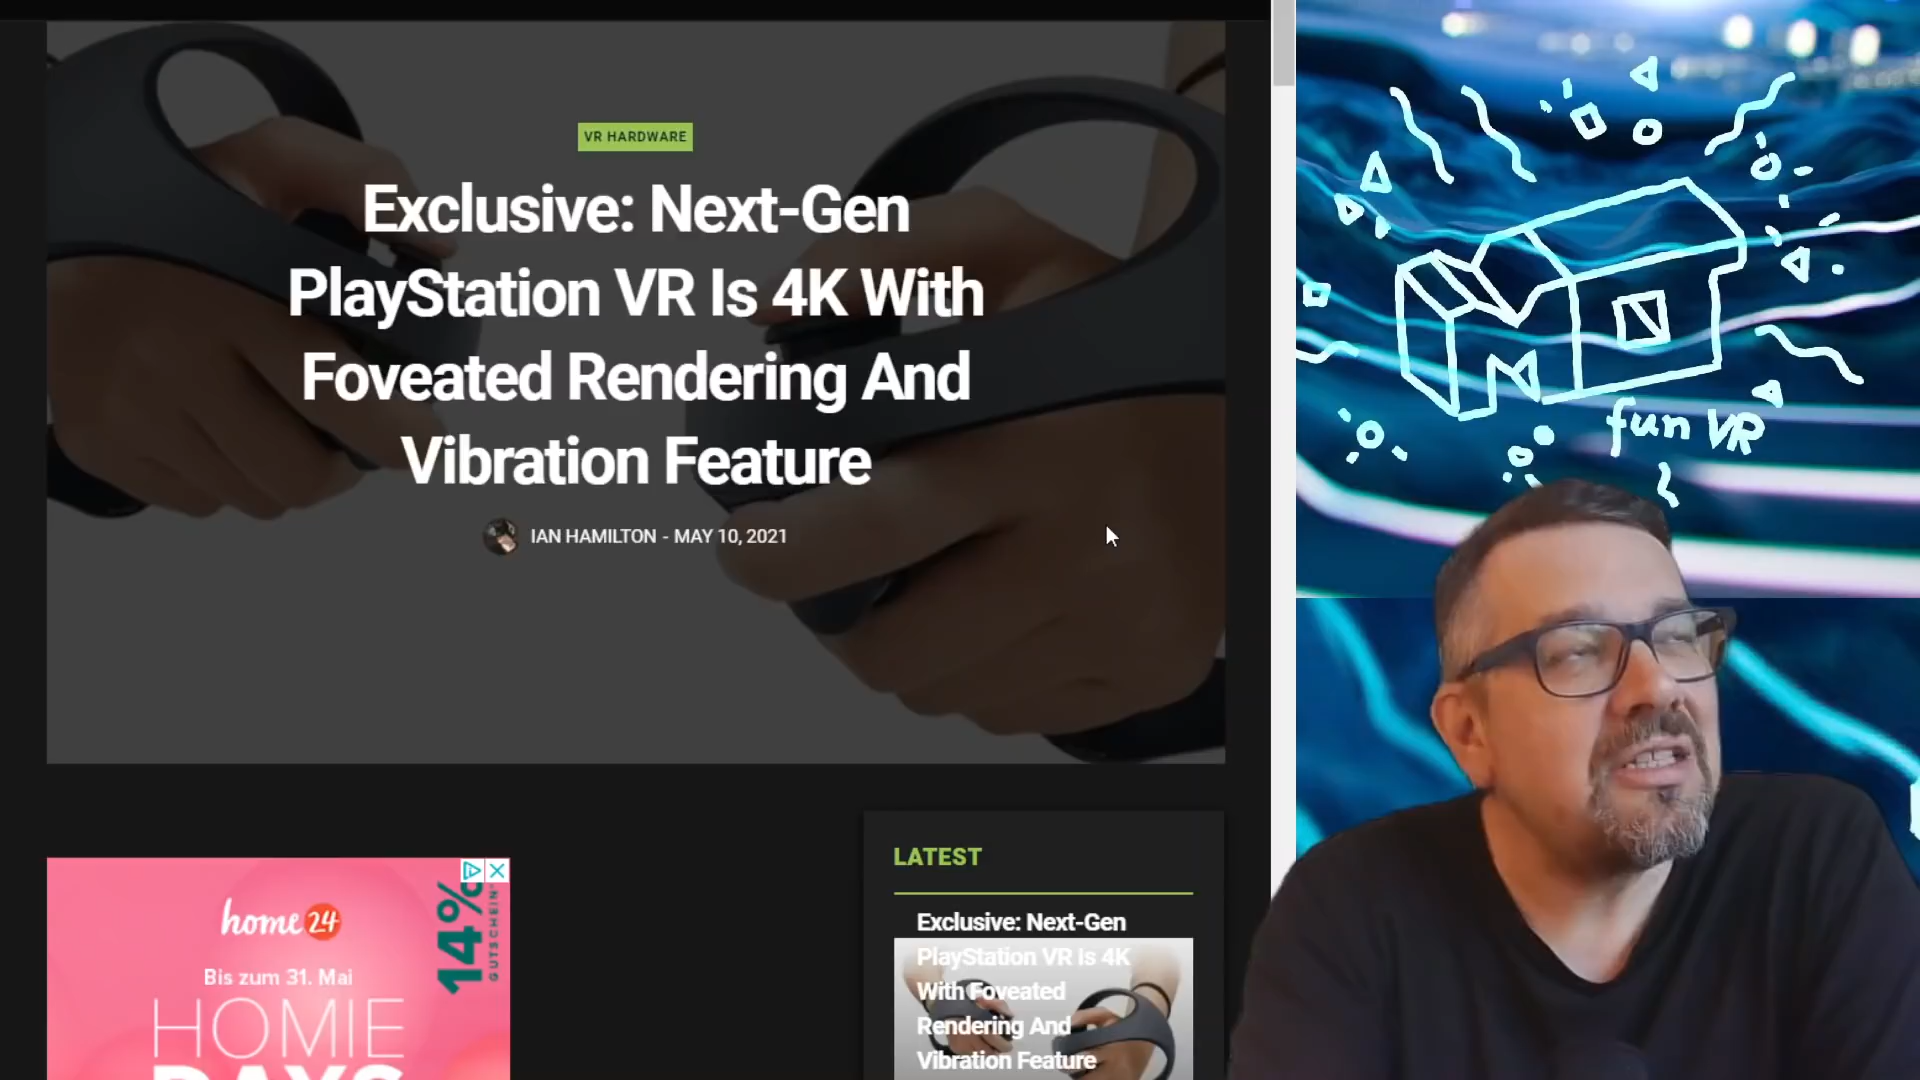 VR HARDWARE
Exclusive: Next-Gen
PlayStation VR Is 4K With
Foveated Rendering And
Vibration Feature
IAN HAMILTON - MAY 10, 2021
fun VR
LATEST
Exclusive: Next-Gen
PlayStation VR Is 4K
With Foveated
Rendering And
Vibration Feature
home24
14%
GUTSCHEIN*
Bis zum 31. Mai
HOMIE
DAYS